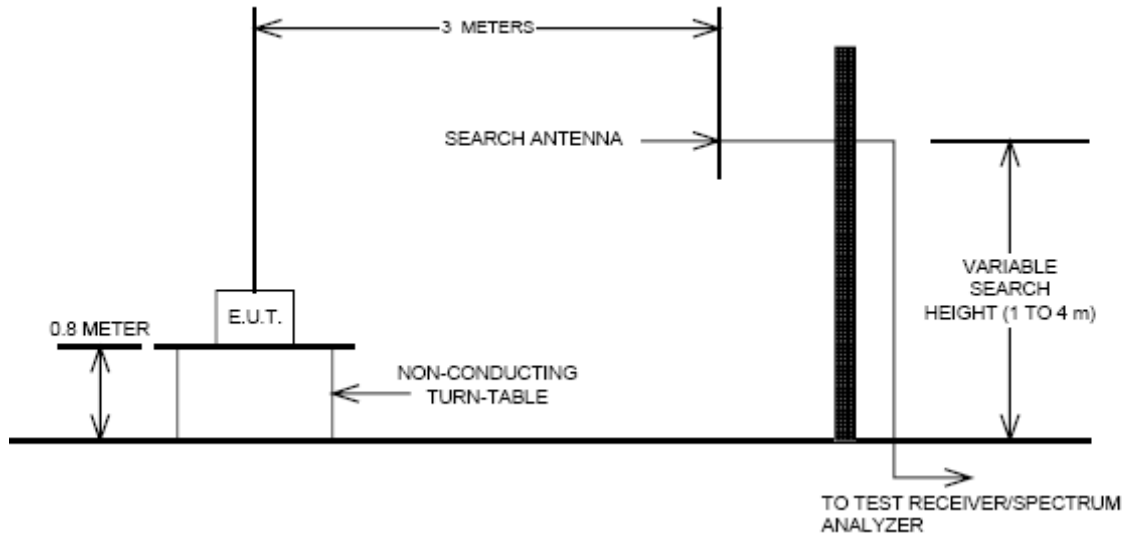 3 METERS
SEARCH ANTENNA
E.U.T.
0.8 METER
NON-CONDUCTING
TURN-TABLE
VARIABLE
SEARCH
HEIGHT (1 TO 4 m)
TO TEST RECEIVER/SPECTRUM
ANALYZER